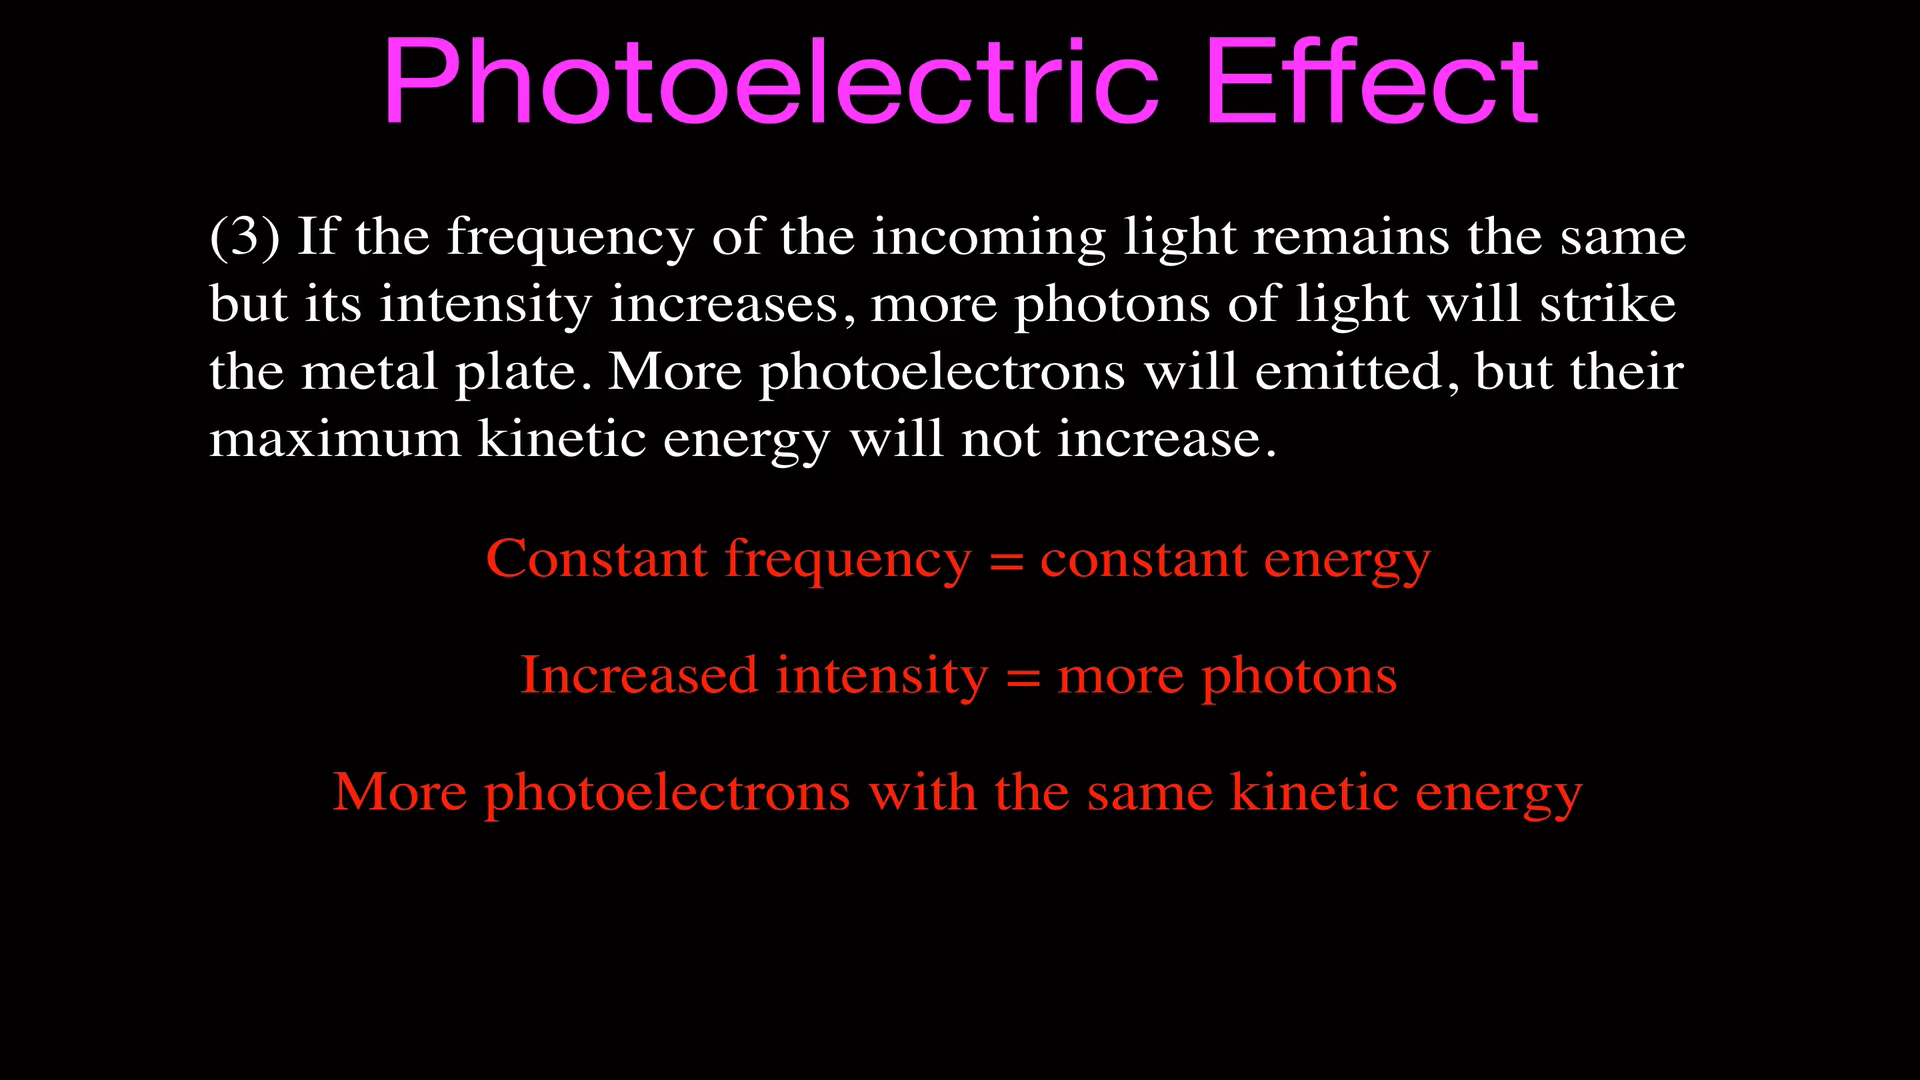 Photoelectric Effect
(3) If the frequency of the incoming light remains the same
but its intensity increases, more photons of light will strike
the metal plate. More photoelectrons will emitted, but their
maximum kinetic energy will not increase.
Constant frequency = constant energy
Increased intensity = more photons
More photoelectrons with the same kinetic energy